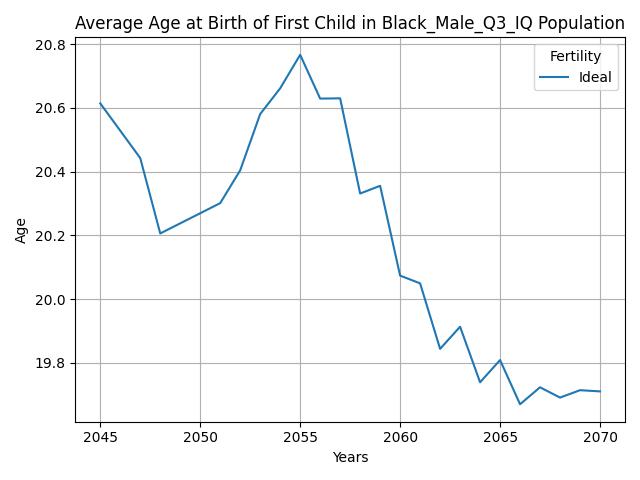 Average Age at Birth of First Child in Black_Male_Q3_IQ Population
20.8
20.6
20.4
20.2
20.0
19.8
Age
Fertility
Ideal
2045 2050 2055 2060 2065 2070
Years